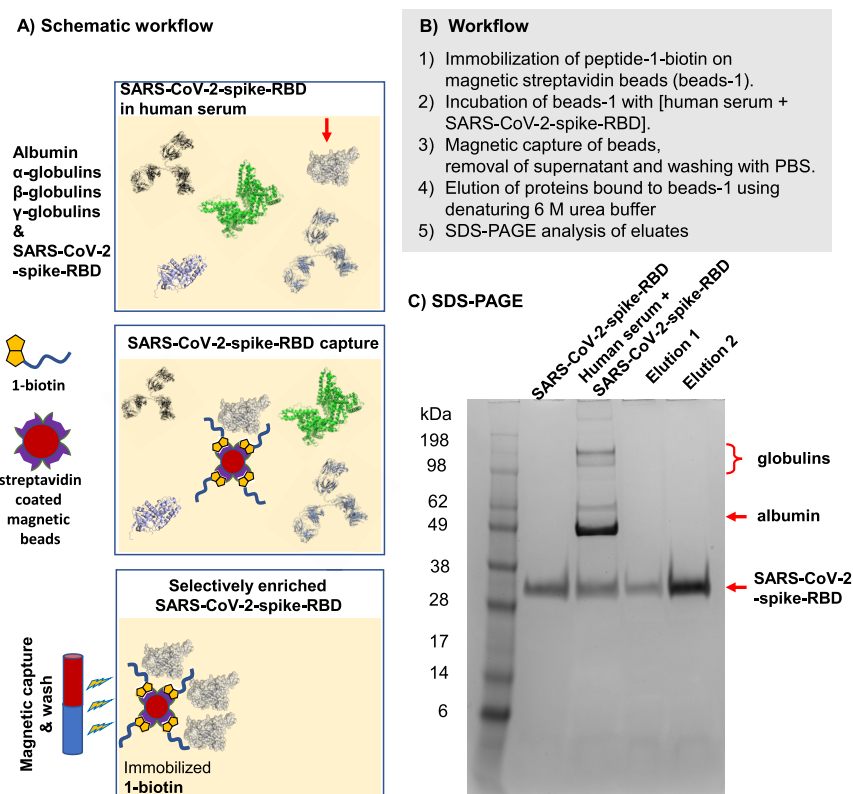 A) Schematic workflow
SARS-CoV-2-spike-RBD
in human serum
Albumin
α-globulins
β-globulins
γ-globulins
&
SARS-CoV-2
-spike-RBD
SARS-CoV-2-spike-RBD capture
1-biotin
streptavidin
coated
magnetic
beads
Selectively enriched
SARS-CoV-2-spike-RBD
Magnetic capture
& wash
Immobilized
1-biotin
B) Workflow
1) Immobilization of peptide-1-biotin on
magnetic streptavidin beads (beads-1).
2) Incubation of beads-1 with [human serum +
SARS-CoV-2-spike-RBD].
3) Magnetic capture of beads,
removal of supernatant and washing with PBS.
4) Elution of proteins bound to beads-1 using
denaturing 6 M urea buffer
5) SDS-PAGE analysis of eluates
C) SDS-PAGE
SARS-CoV-2-spike-RBD
Human serum +
SARS-CoV-2-spike-RBD
Elution 1
Elution 2
kDa
198
98
62
49
38
28
17
14
6
globulins
albumin
SARS-CoV-2
-spike-RBD